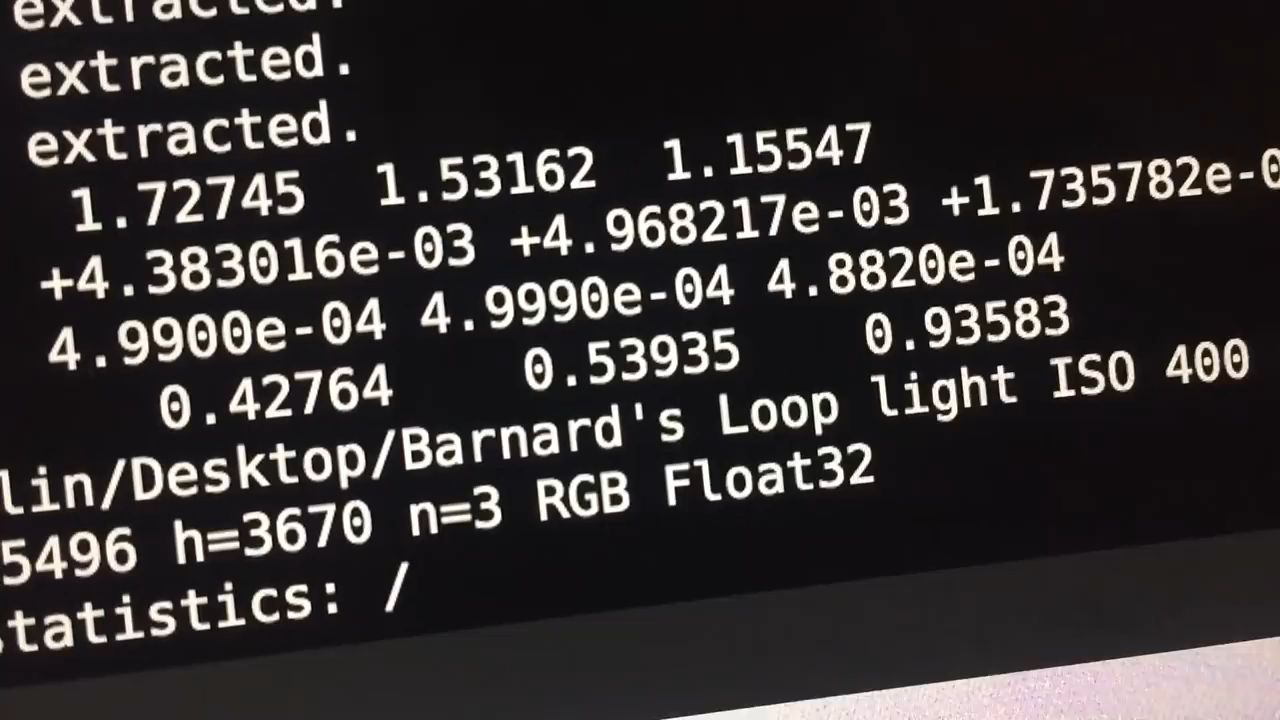 extracted.
extracted.
extracted.
1.72745 1.53162 1.15547
+4.383016e-03 +4.968217e-03 +1.735782e-0
4.9900e-04 4.9990e-04 4.8820e-04
0.42764 0.53935 0.93583
lin/Desktop/Barnard's Loop light ISO 400
5496 h=3670 n=3 RGB Float32
statistics: /